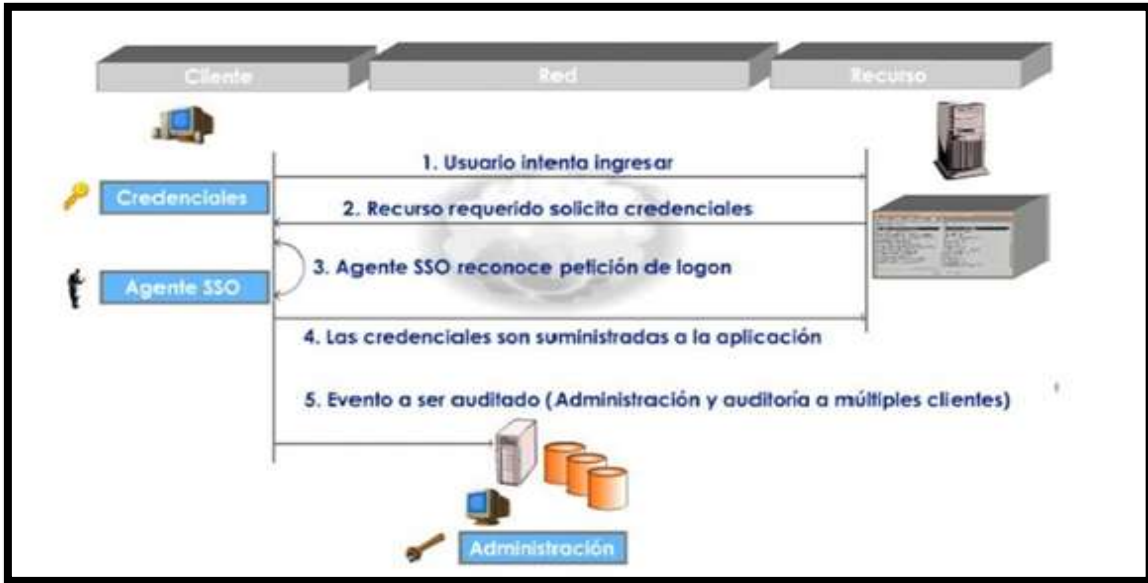 Cliente
Red
Recurso
1. Usuario intenta ingresar
Credenciales
2. Recurso requerido solicita credenciales
3. Agente SSO reconoce petición de logon
Agente SSO
4. Las credenciales son suministradas a la aplicación
5. Evento a ser auditado (Administración y auditoría a múltiples clientes)
Administración